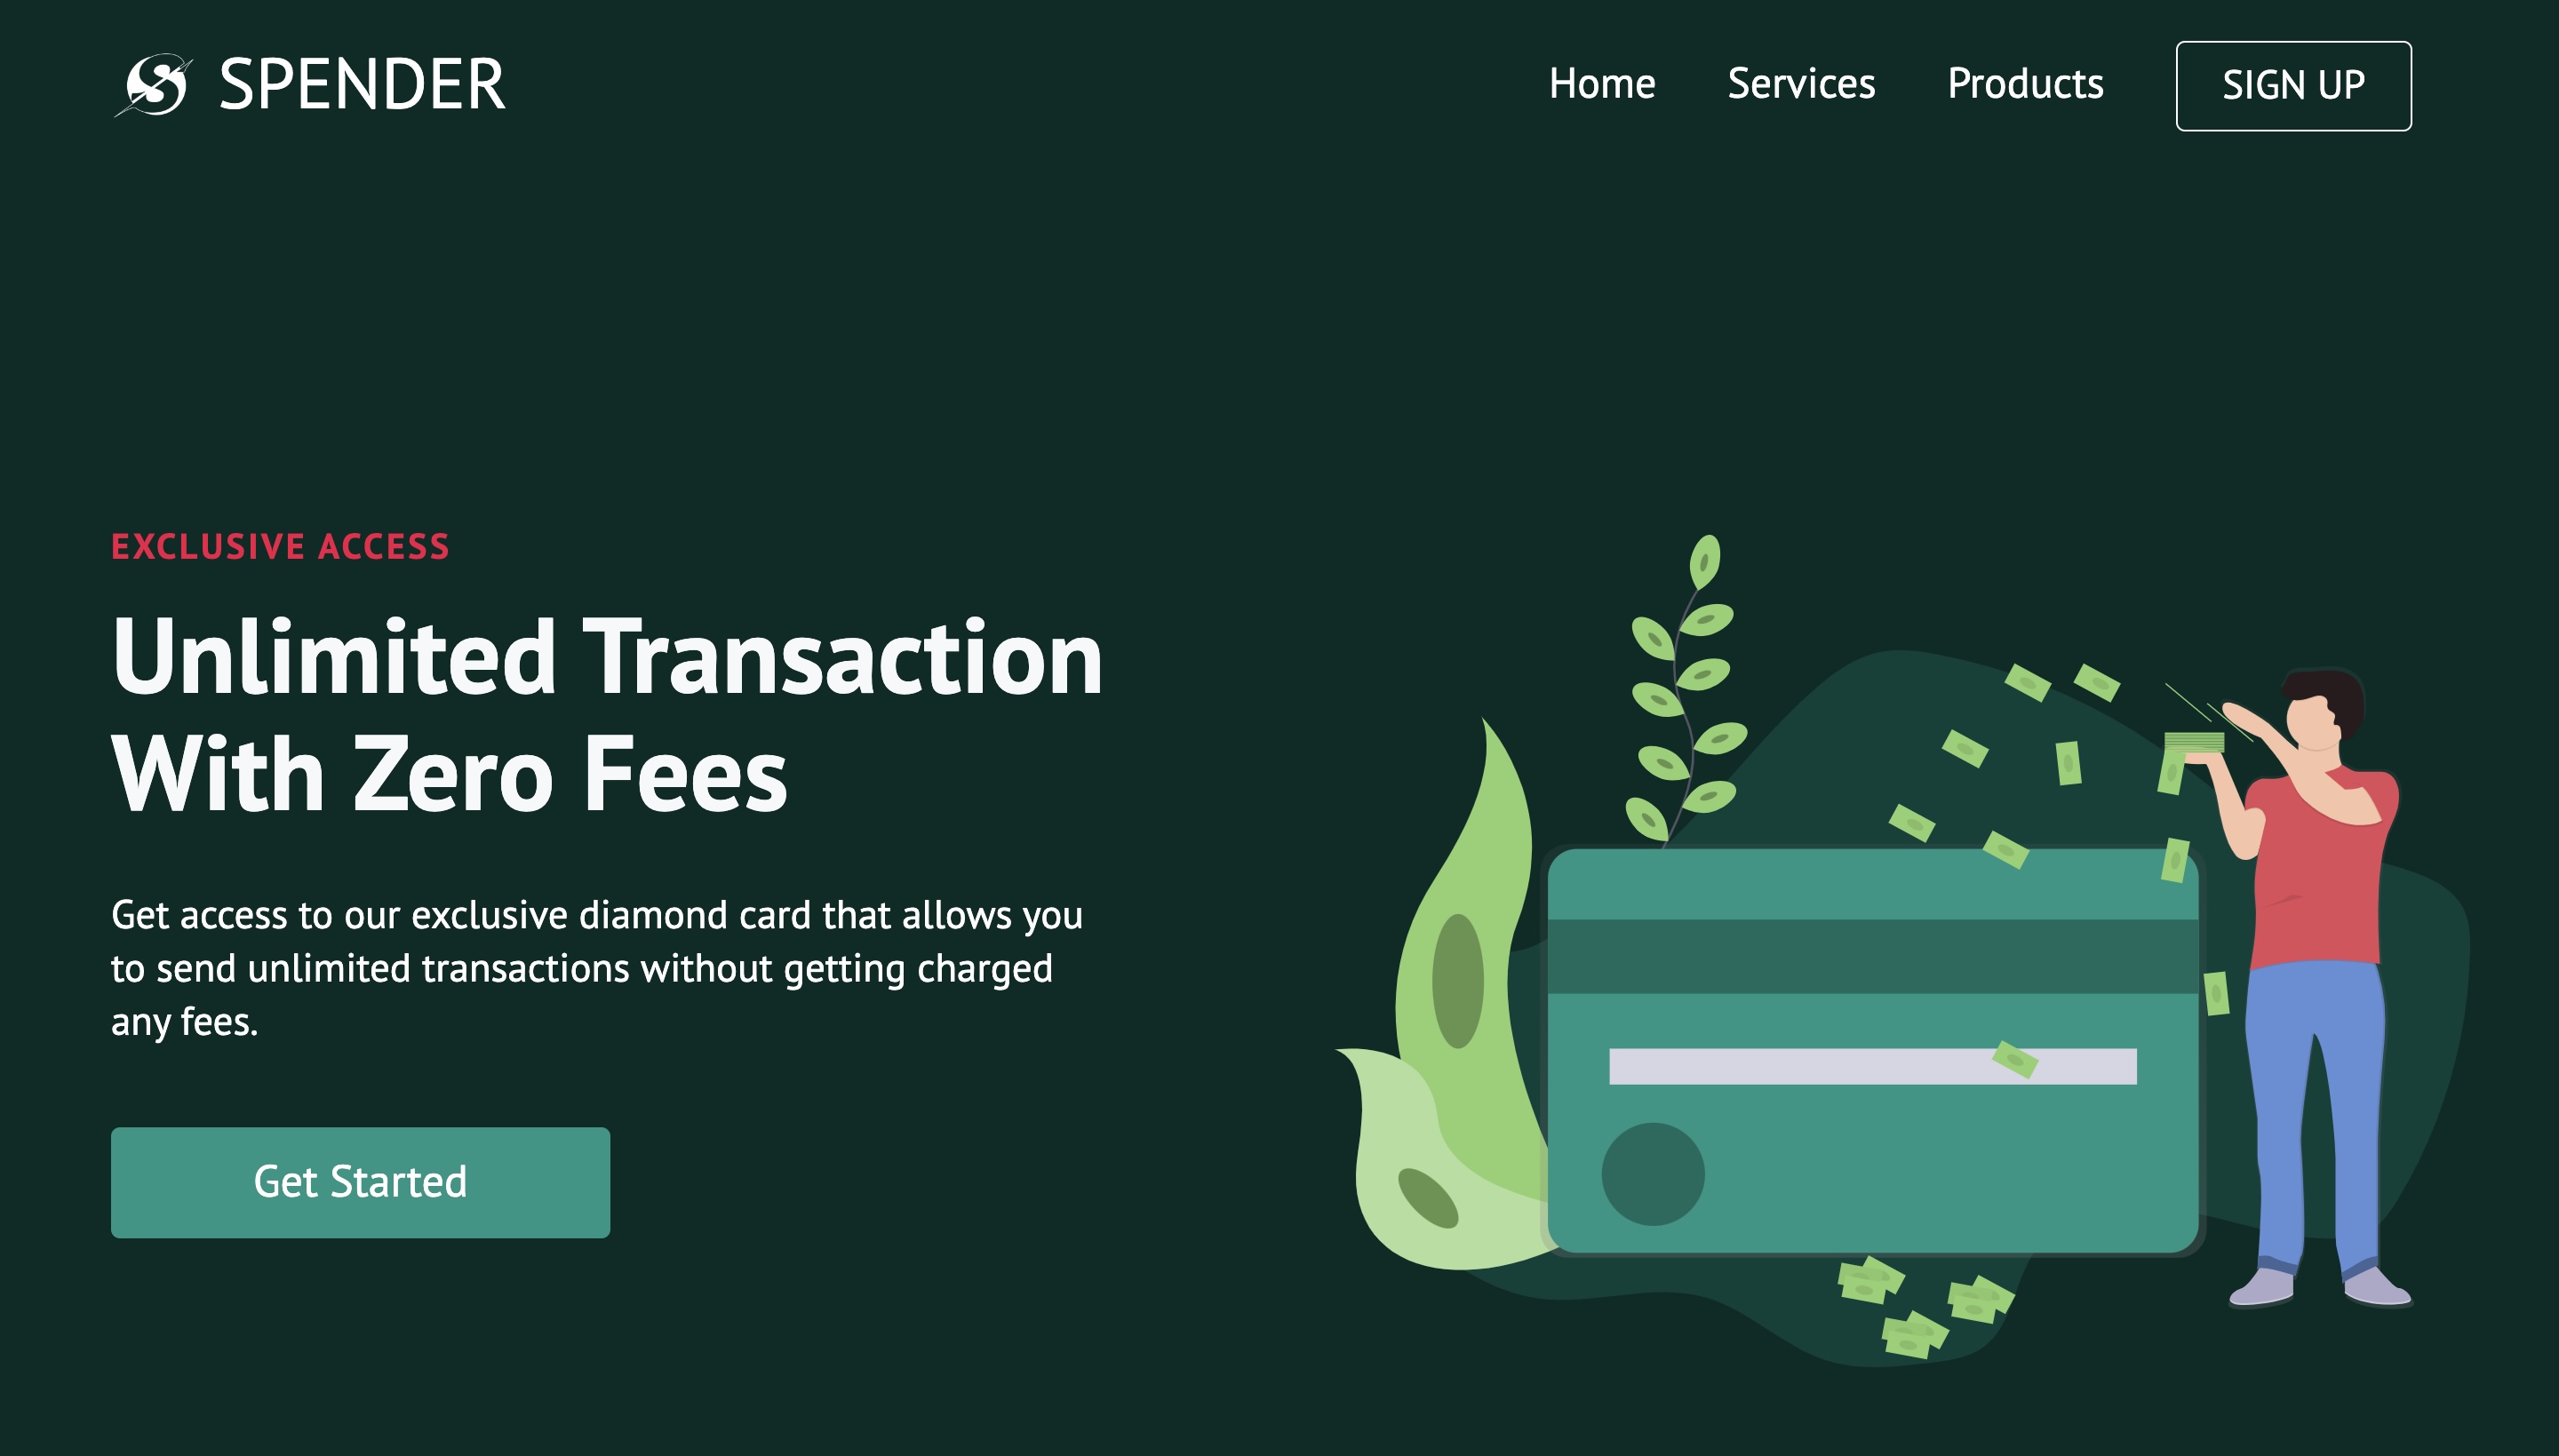 SPENDER
Home
Services
Products
SIGN UP
EXCLUSIVE ACCESS
Unlimited Transaction
With Zero Fees
Get access to our exclusive diamond card that allows you
to send unlimited transactions without getting charged
any fees.
Get Started